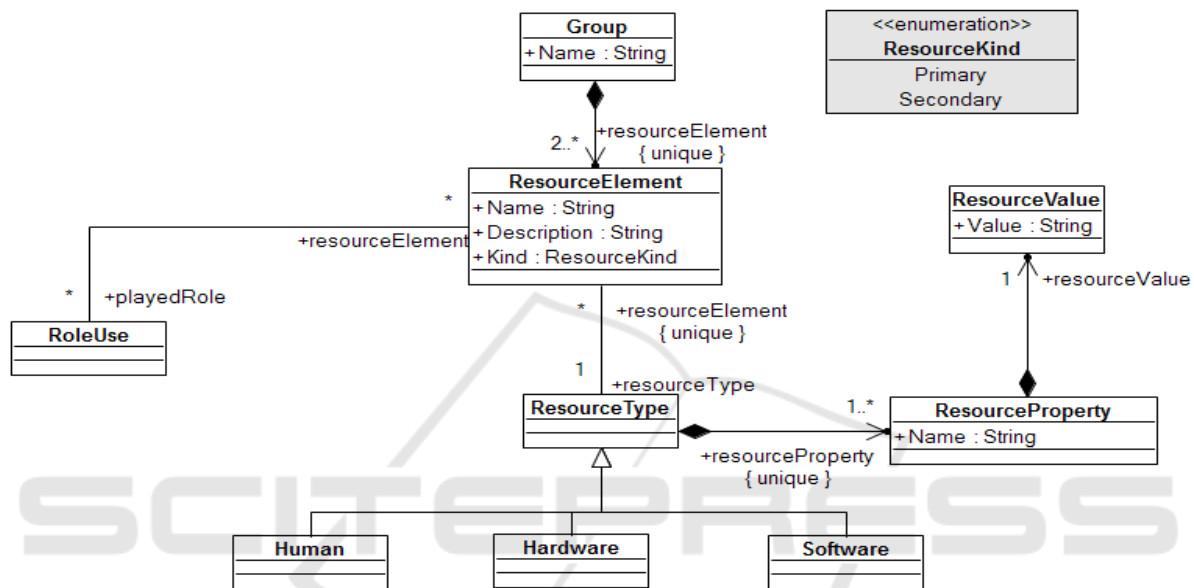 Group
+ Name : String
<<enumeration>>
ResourceKind
Primary
Secondary
2..*
+resourceElement
{ unique }
ResourceElement
+ Name : String
+ Description : String
+ Kind : ResourceKind
*
+resourceElement
*
+playedRole
RoleUse
ResourceValue
+ Value : String
1
+resourceValue
*
+resourceElement
{ unique }
1
+resourceType
ResourceType
1..*
+resourceProperty
{ unique }
ResourceProperty
+ Name : String
SCITEPRESS
Human
Hardware
Software